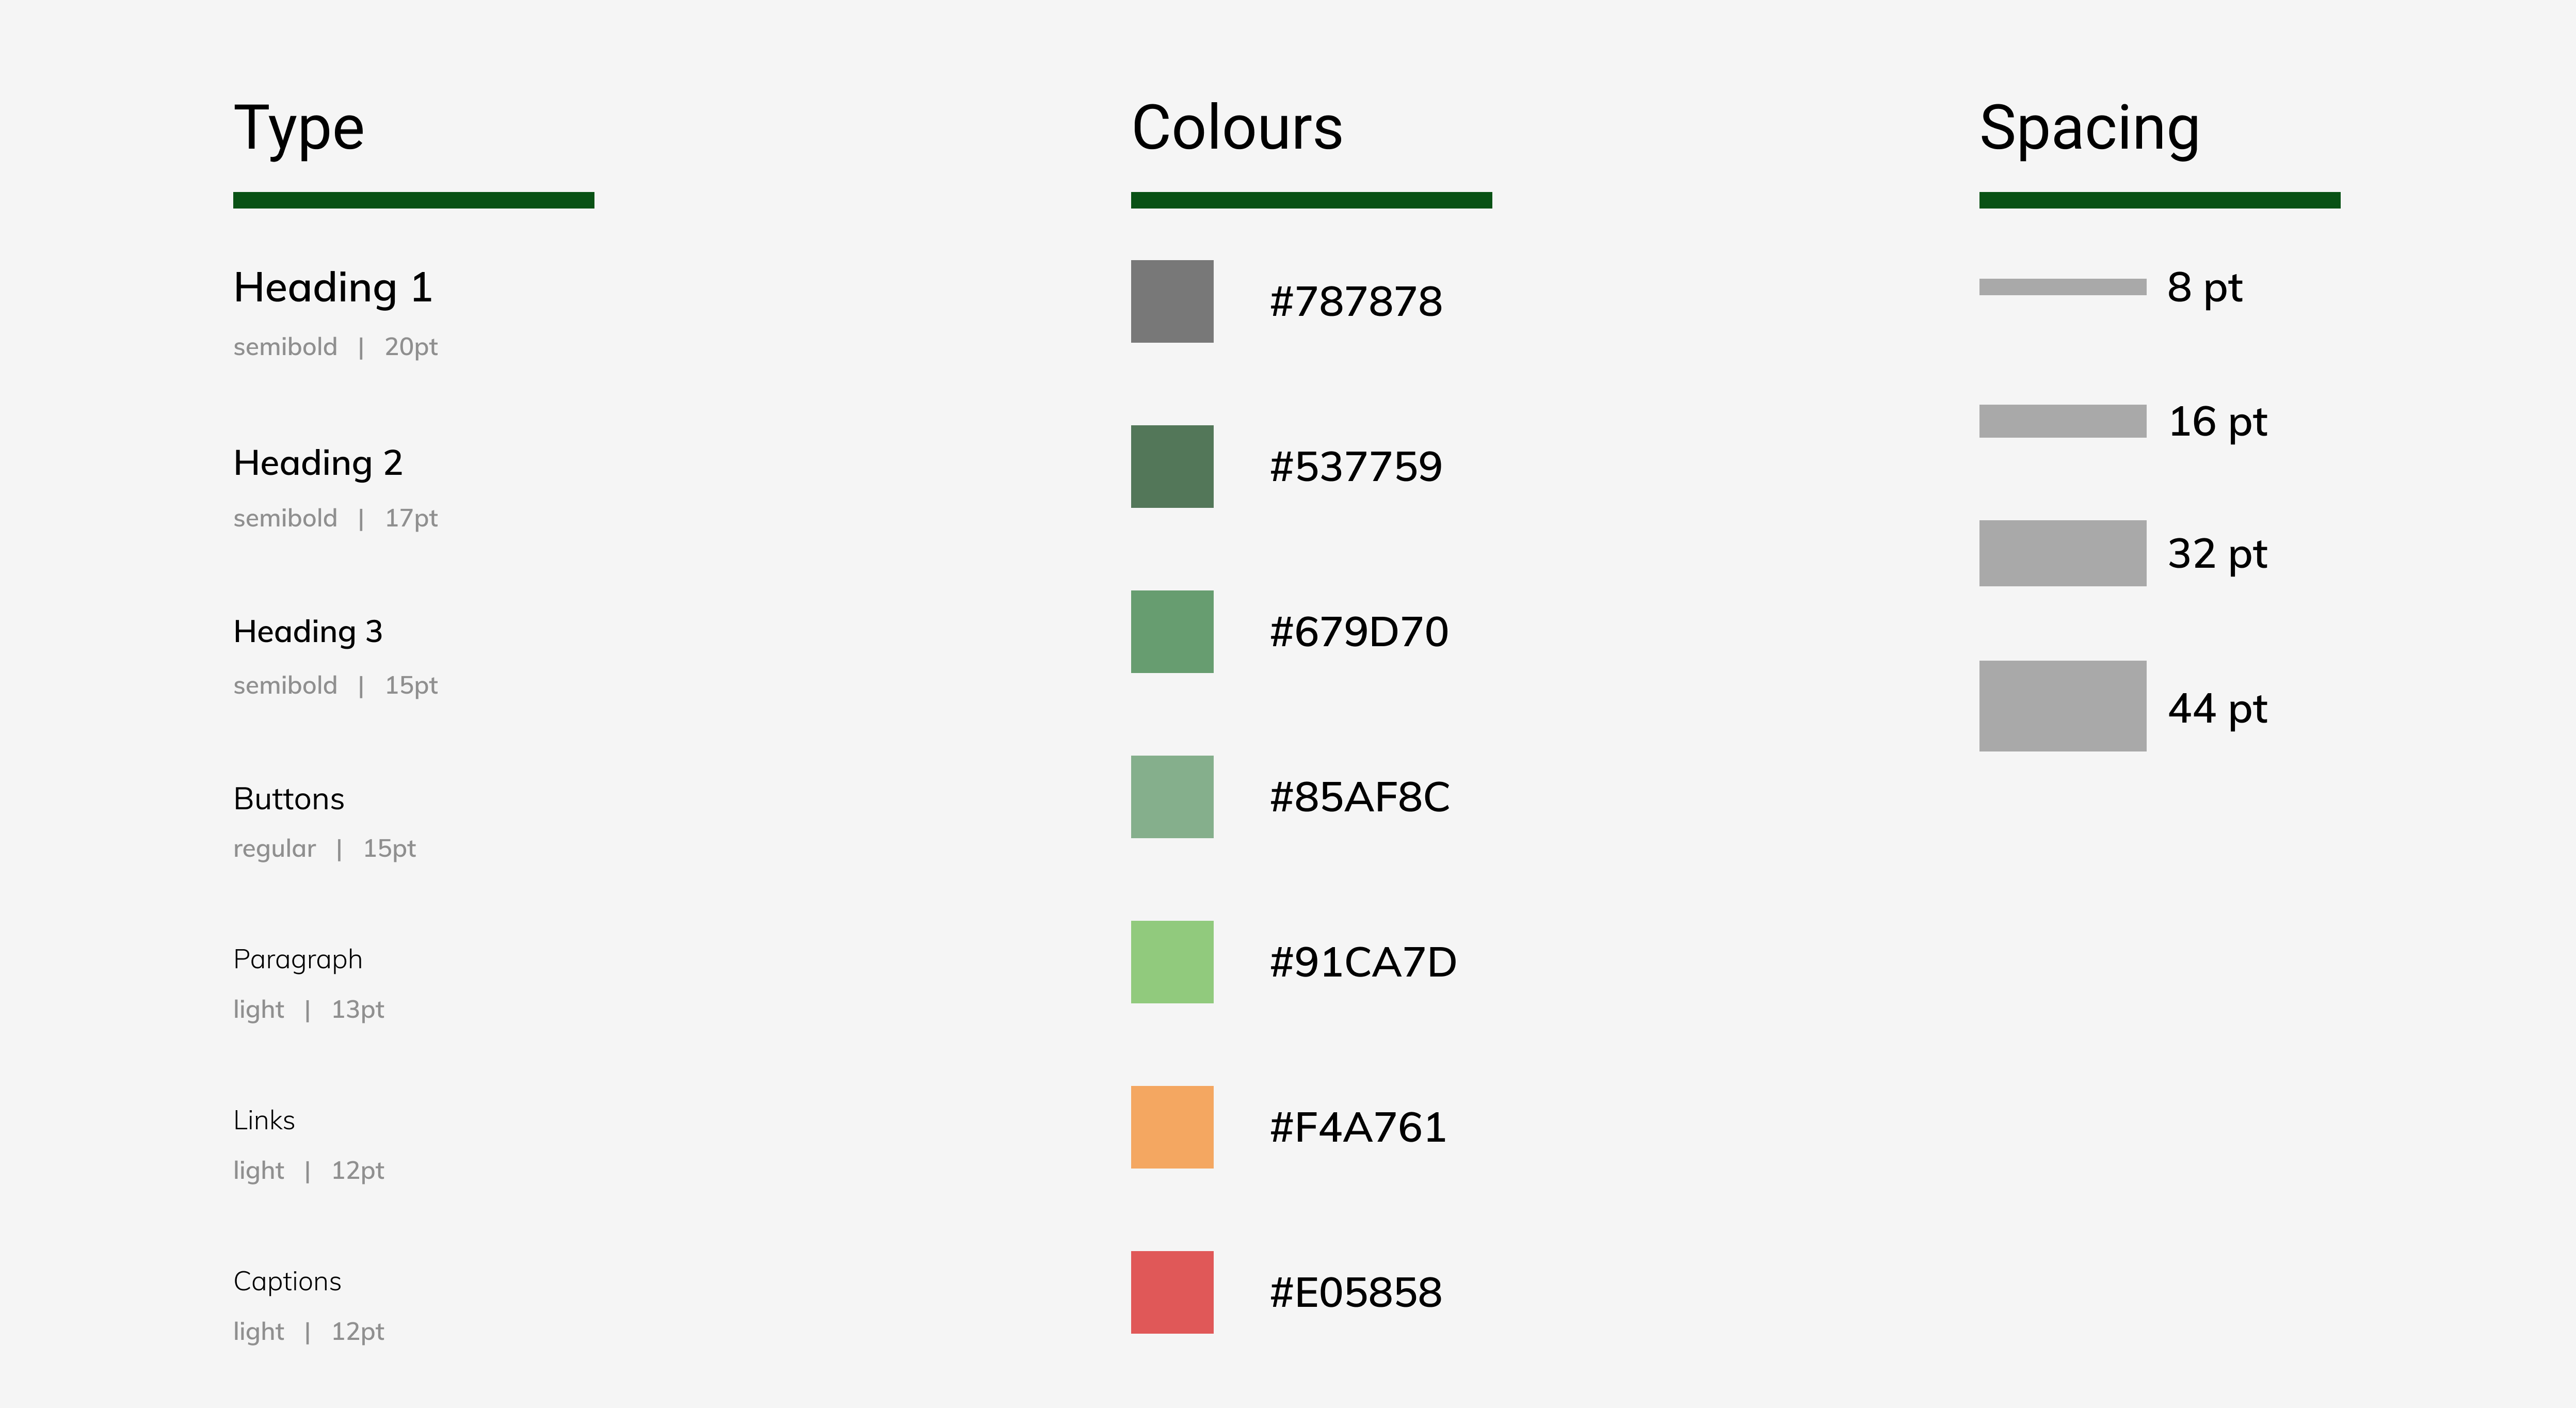 Type
Heading 1
semibold | 20pt
Heading 2
semibold | 17pt
Heading 3
semibold | 15pt
Buttons
regular | 15pt
Paragraph
light | 13pt
Links
light | 12pt
Captions
light | 12pt
Colours
#787878
#537759
#679D70
#85AF8C
#91CA7D
#F4A761
#E05858
Spacing
8 pt
16 pt
32 pt
44 pt